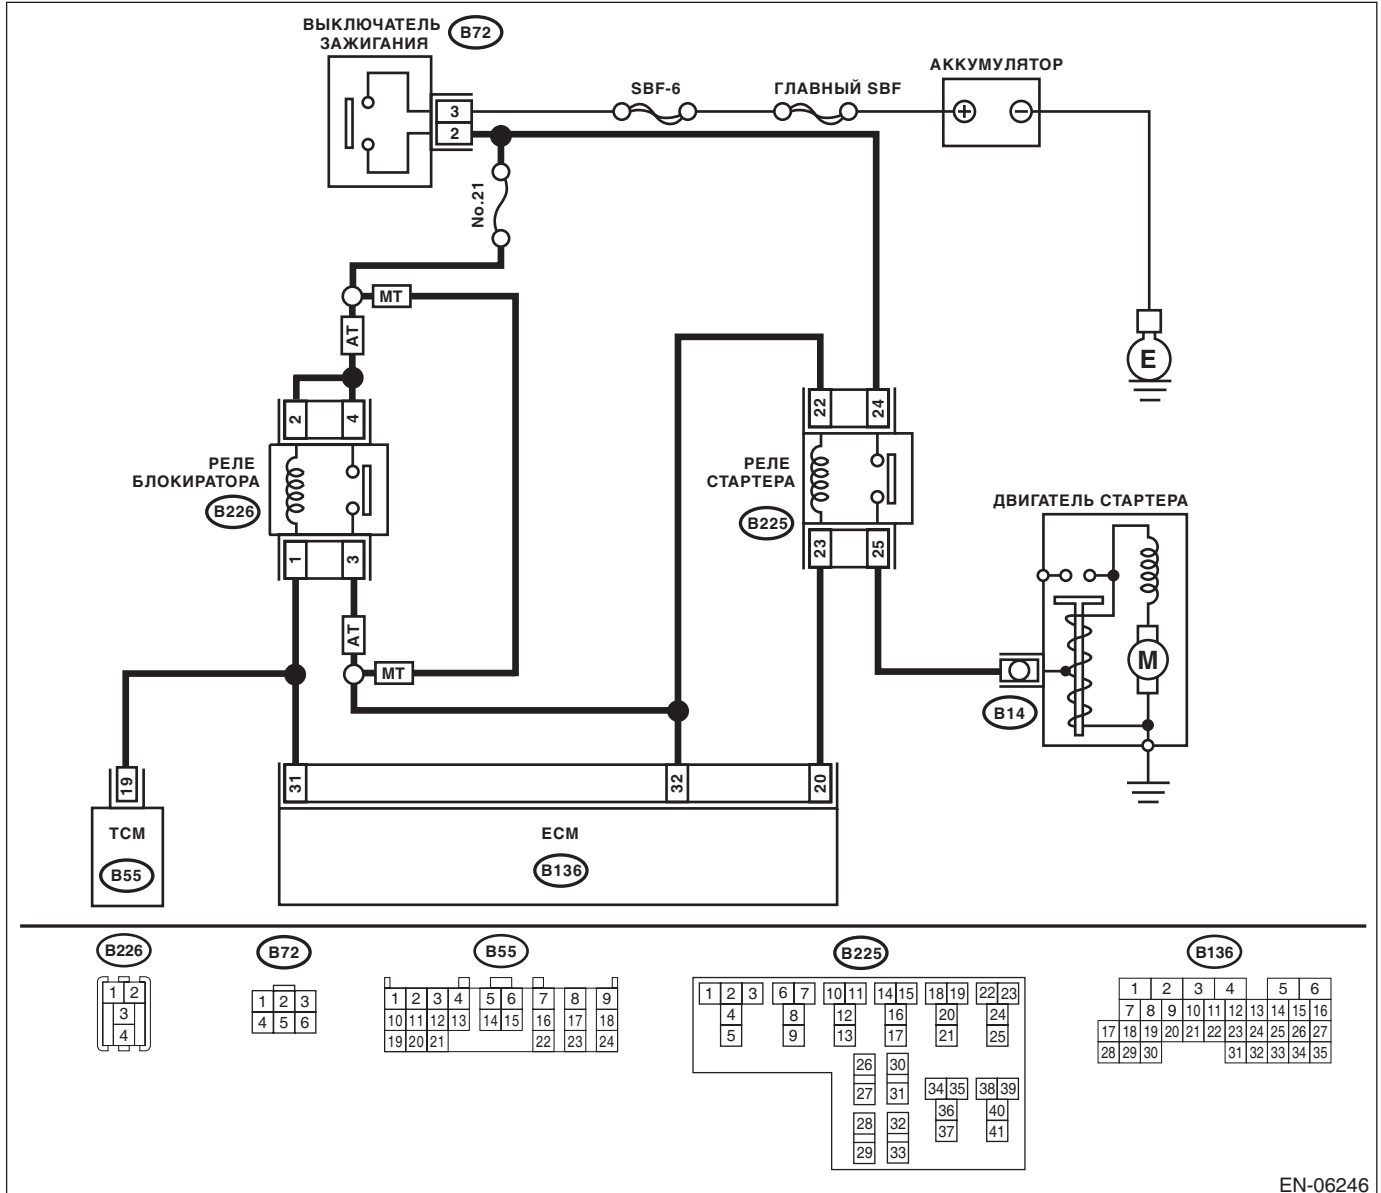 ВЫКЛЮЧАТЕЛЬ
ЗАЖИГАНИЯ
B72
3
2
SBF-6
ГЛАВНЫЙ SBF
АККУМУЛЯТОР
No.21
MT
AT
E
2 4
22 24
РЕЛЕ
БЛОКИРАТОРА
B226
РЕЛЕ
СТАРТЕРА
B225
ДВИГАТЕЛЬ СТАРТЕРА
1 3
23 25
AT
MT
M
B14
19
31 32 20
TCM
B55
ECM
B136
B226
1 2
3
4
B72
1 2 3
4 5 6
B55
1 2 3 4 5 6 7 8 9
10 11 12 13 14 15 16 17 18
19 20 21 22 23 24
B225
1 2 3 6 7 10 11 14 15 18 19 22 23
4 8 12 16 20 24
5 9 13 17 21 25
26 30
27 31 34 35 38 39
36 40
28 32 37 41
29 33
B136
1 2 3 4 5 6
7 8 9 10 11 12 13 14 15 16
17 18 19 20 21 22 23 24 25 26 27
28 29 30 31 32 33 34 35
EN-06246